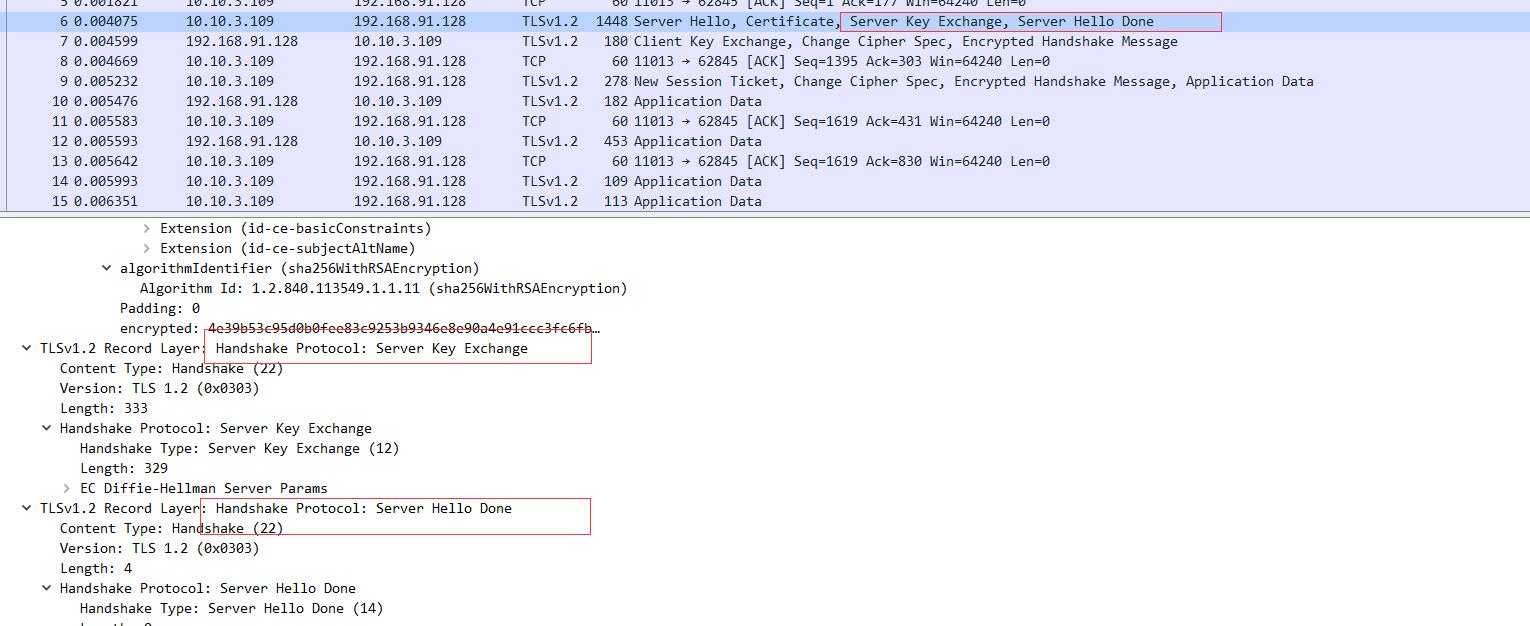 5 0.001821 10.10.3.109 192.168.91.128 TCP 60 11013 → 62845 [ACK] Seq=1 Ack=177 Win=64240 Len=0
6 0.004075 10.10.3.109 192.168.91.128 TLSv1.2 1448 Server Hello, Certificate, Server Key Exchange, Server Hello Done
7 0.004599 192.168.91.128 10.10.3.109 TLSv1.2 180 Client Key Exchange, Change Cipher Spec, Encrypted Handshake Message
8 0.004669 10.10.3.109 192.168.91.128 TCP 60 11013 → 62845 [ACK] Seq=1395 Ack=303 Win=64240 Len=0
9 0.005232 10.10.3.109 192.168.91.128 TLSv1.2 278 New Session Ticket, Change Cipher Spec, Encrypted Handshake Message, Application Data
10 0.005476 192.168.91.128 10.10.3.109 TLSv1.2 182 Application Data
11 0.005583 10.10.3.109 192.168.91.128 TCP 60 11013 → 62845 [ACK] Seq=1619 Ack=431 Win=64240 Len=0
12 0.005593 192.168.91.128 10.10.3.109 TLSv1.2 453 Application Data
13 0.005642 10.10.3.109 192.168.91.128 TCP 60 11013 → 62845 [ACK] Seq=1619 Ack=830 Win=64240 Len=0
14 0.005993 10.10.3.109 192.168.91.128 TLSv1.2 109 Application Data
15 0.006351 10.10.3.109 192.168.91.128 TLSv1.2 113 Application Data
Extension (id-ce-basicConstraints)
Extension (id-ce-subjectAltName)
algorithmIdentifier (sha256WithRSAEncryption)
Algorithm Id: 1.2.840.113549.1.1.11 (sha256WithRSAEncryption)
Padding: 0
encrypted: 4e39b53c95d0b0fee83c9253b9346e8e90a4e91ccc3fc6fb…
TLSv1.2 Record Layer: Handshake Protocol: Server Key Exchange
Content Type: Handshake (22)
Version: TLS 1.2 (0x0303)
Length: 333
Handshake Protocol: Server Key Exchange
Handshake Type: Server Key Exchange (12)
Length: 329
EC Diffie-Hellman Server Params
TLSv1.2 Record Layer: Handshake Protocol: Server Hello Done
Content Type: Handshake (22)
Version: TLS 1.2 (0x0303)
Length: 4
Handshake Protocol: Server Hello Done
Handshake Type: Server Hello Done (14)